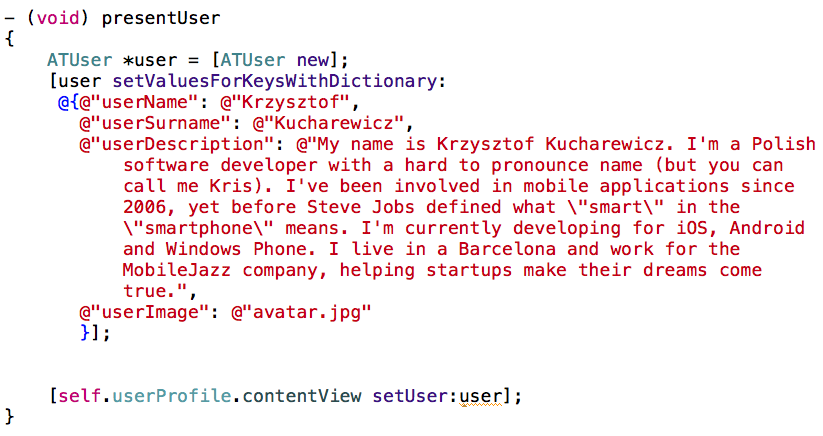 - (void) presentUser
{
    ATUser *user = [ATUser new];
    [user setValuesForKeysWithDictionary:
     @{@"userName": @"Krzysztof",
       @"userSurname": @"Kucharewicz",
       @"userDescription": @"My name is Krzysztof Kucharewicz. I'm a Polish
           software developer with a hard to pronounce name (but you can
           call me Kris). I've been involved in mobile applications since
           2006, yet before Steve Jobs defined what \"smart\" in the
           \"smartphone\" means. I'm currently developing for iOS, Android
           and Windows Phone. I live in a Barcelona and work for the
           MobileJazz company, helping startups make their dreams come
           true.",
       @"userImage": @"avatar.jpg"
       }];
    [self.userProfile.contentView setUser:user];
}